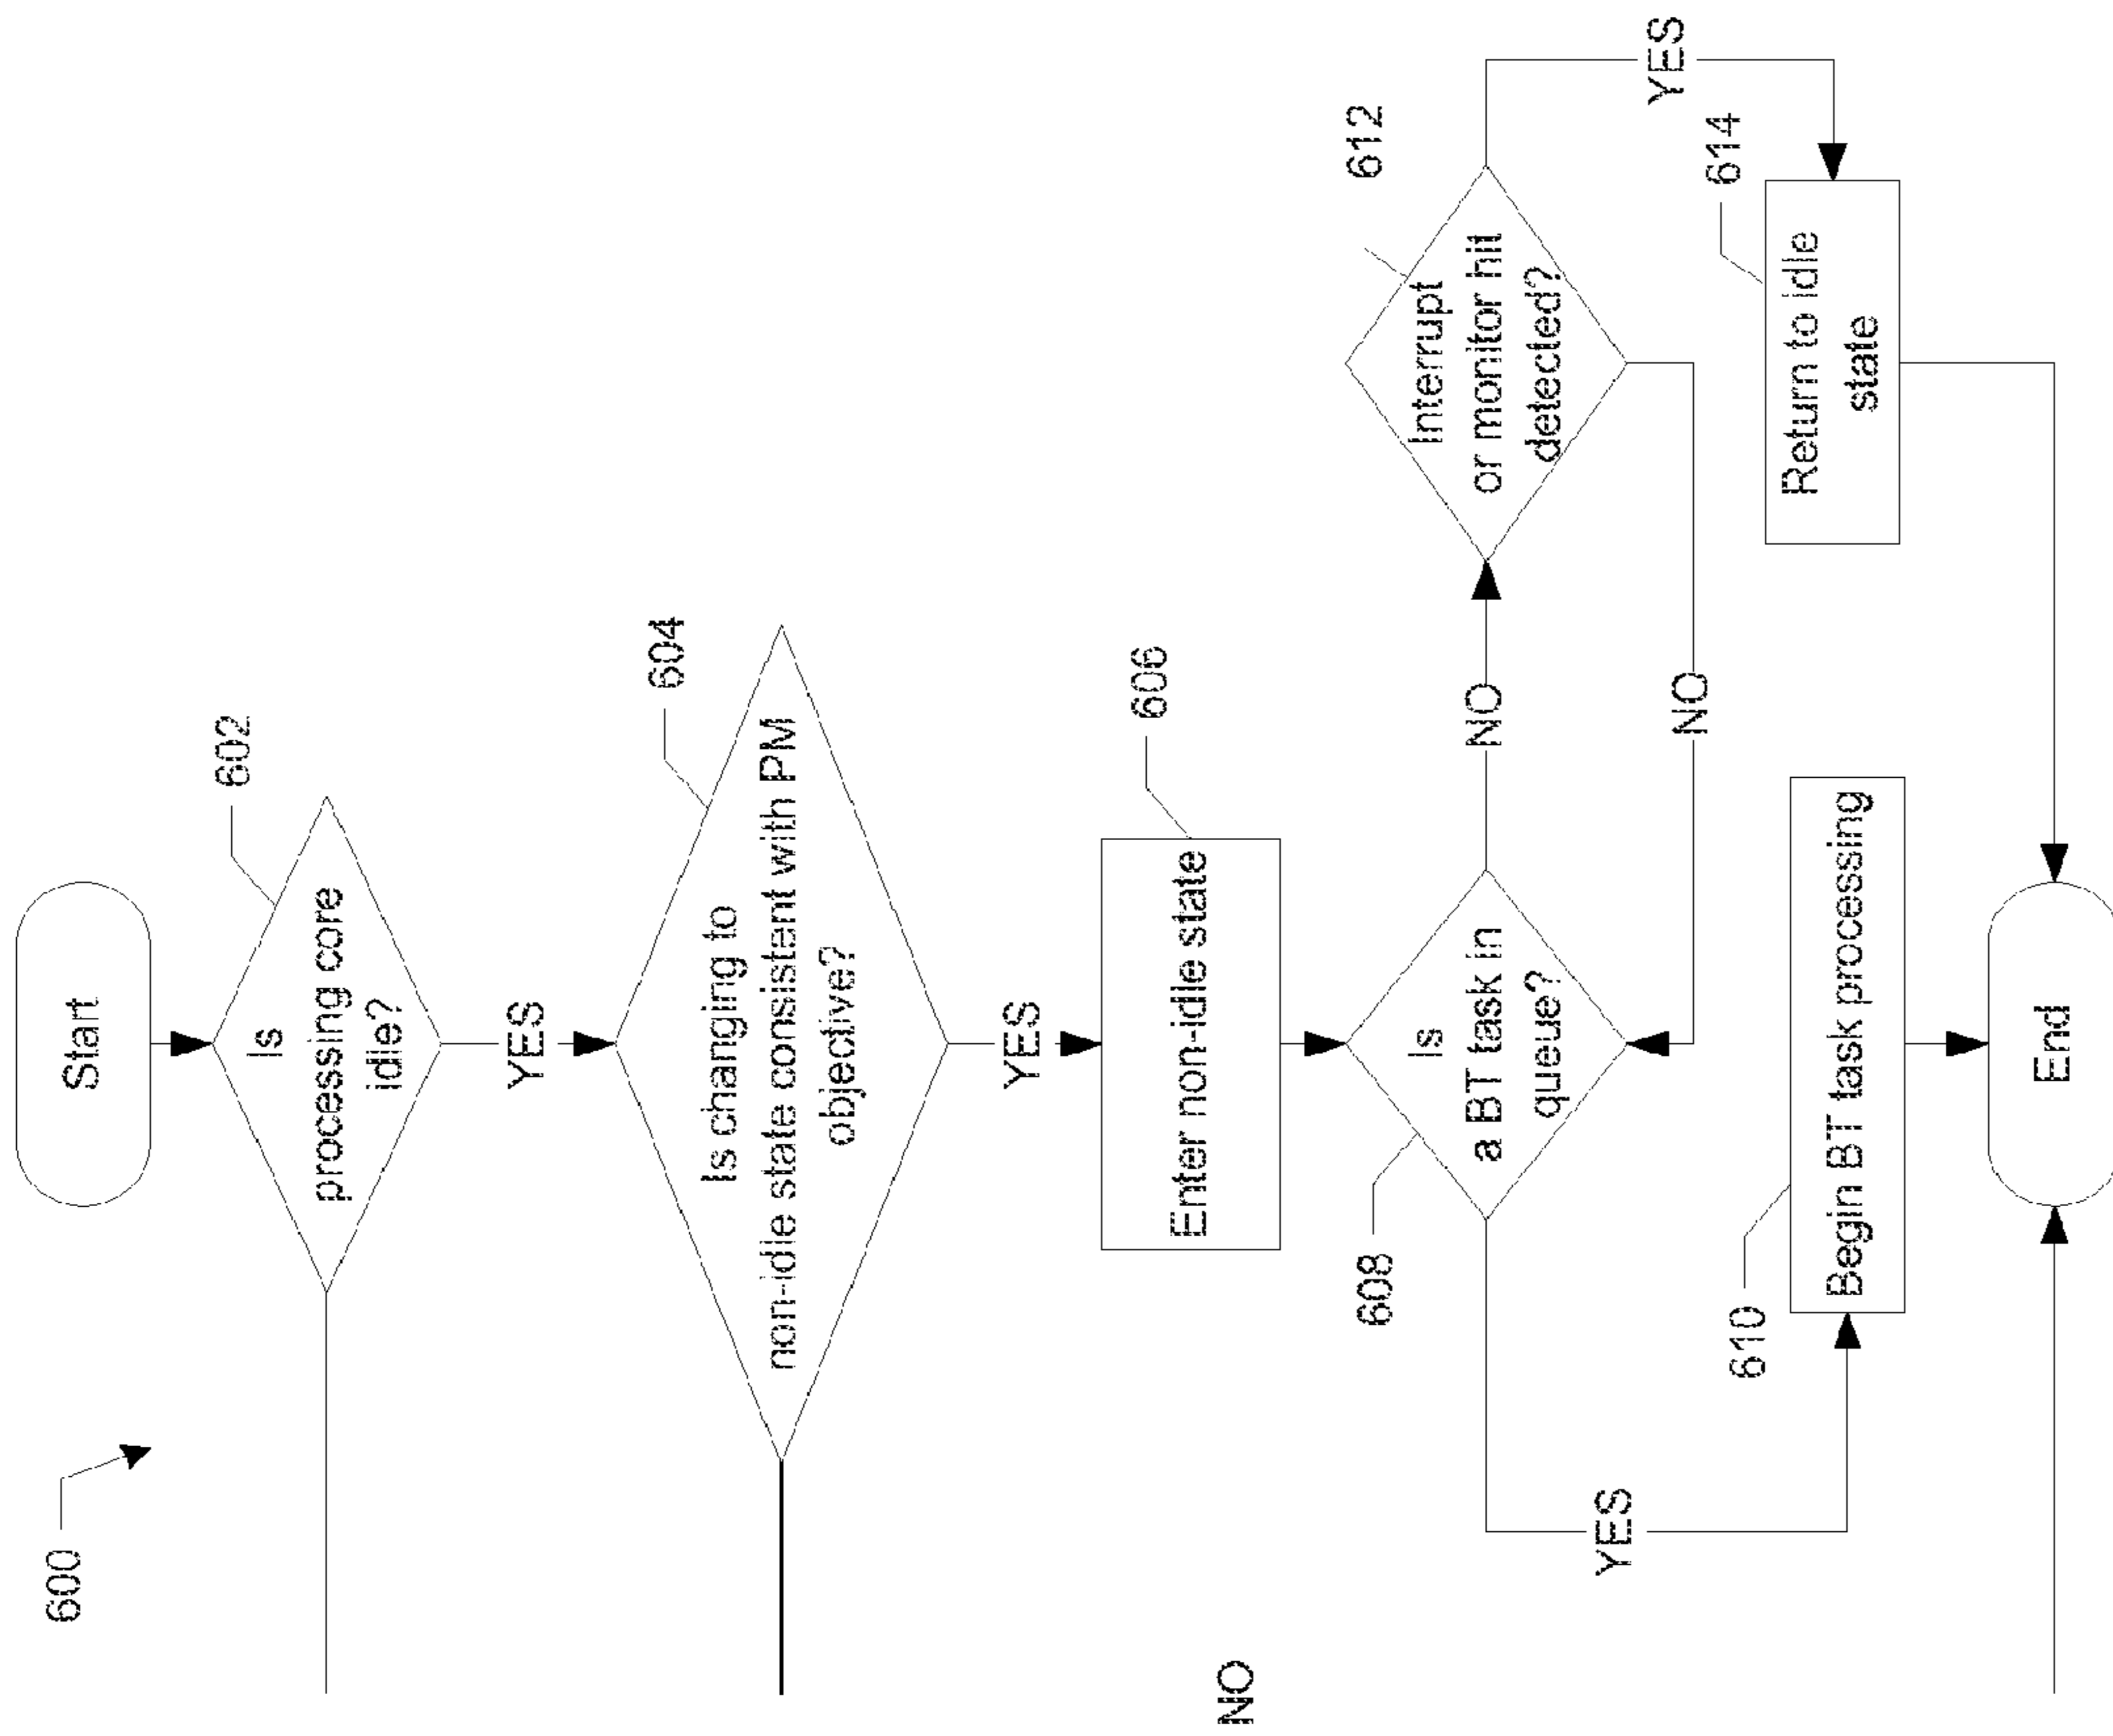 600
Start
602
Is
processing core
idle?
YES
604
Is changing to
non-idle state consistent with PM
objective?
YES
606
Enter non-idle state
NO
608
Is
a BT task in
queue?
NO
612
Interrupt
or monitor hit
detected?
YES
NO
YES
610
Begin BT task processing
614
Return to idle
state
End